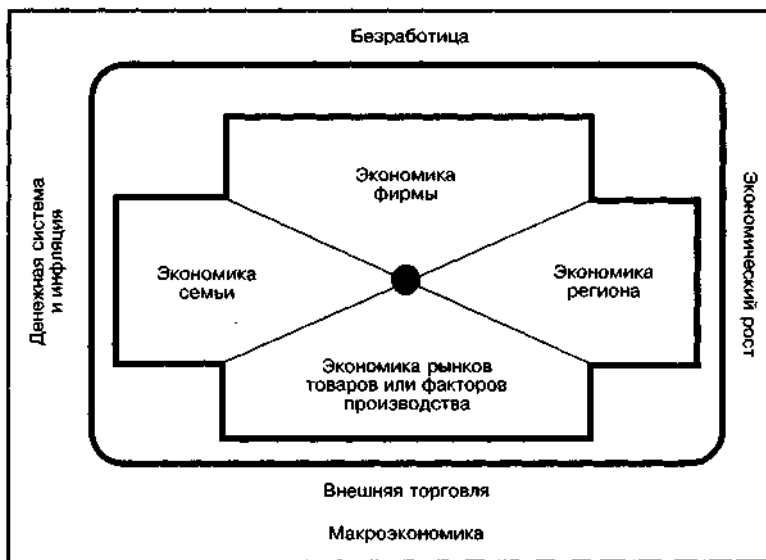 Безработица
Экономика
фирмы
Денежная система
и инфляция
Экономика
семьи
Экономика
региона
Экономический рост
Экономика рынков
товаров или факторов
производства
Внешняя торговля
Макроэкономика